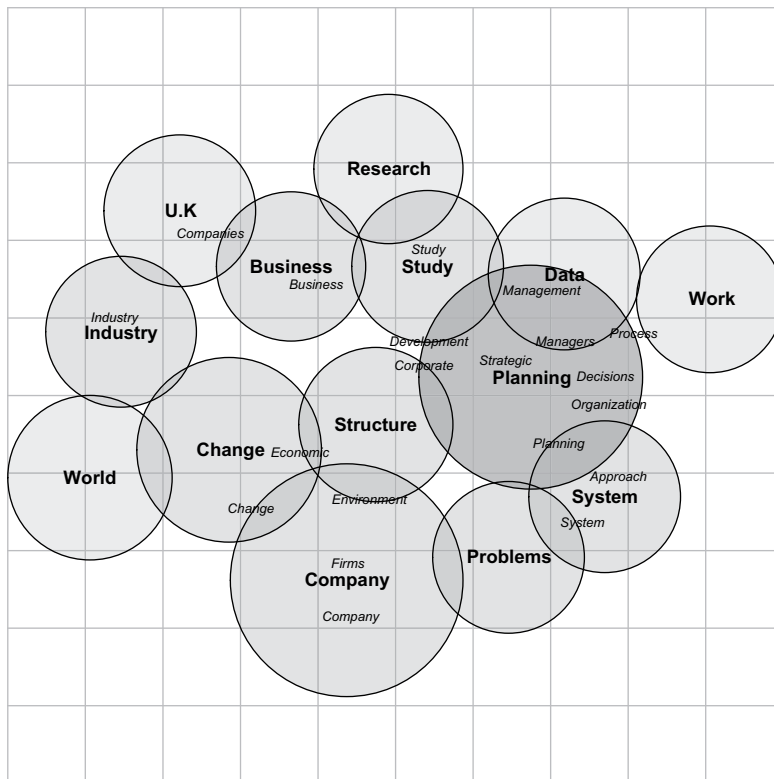 Research
U.K
Companies
Study
Business
Study
Data
Business
Management
Work
Industry
Industry
Process
Development
Managers
Strategic
Corporate
Planning
Decisions
Organization
Structure
Planning
Change
Economic
World
Approach
Environment
System
Change
System
Problems
Firms
Company
Company